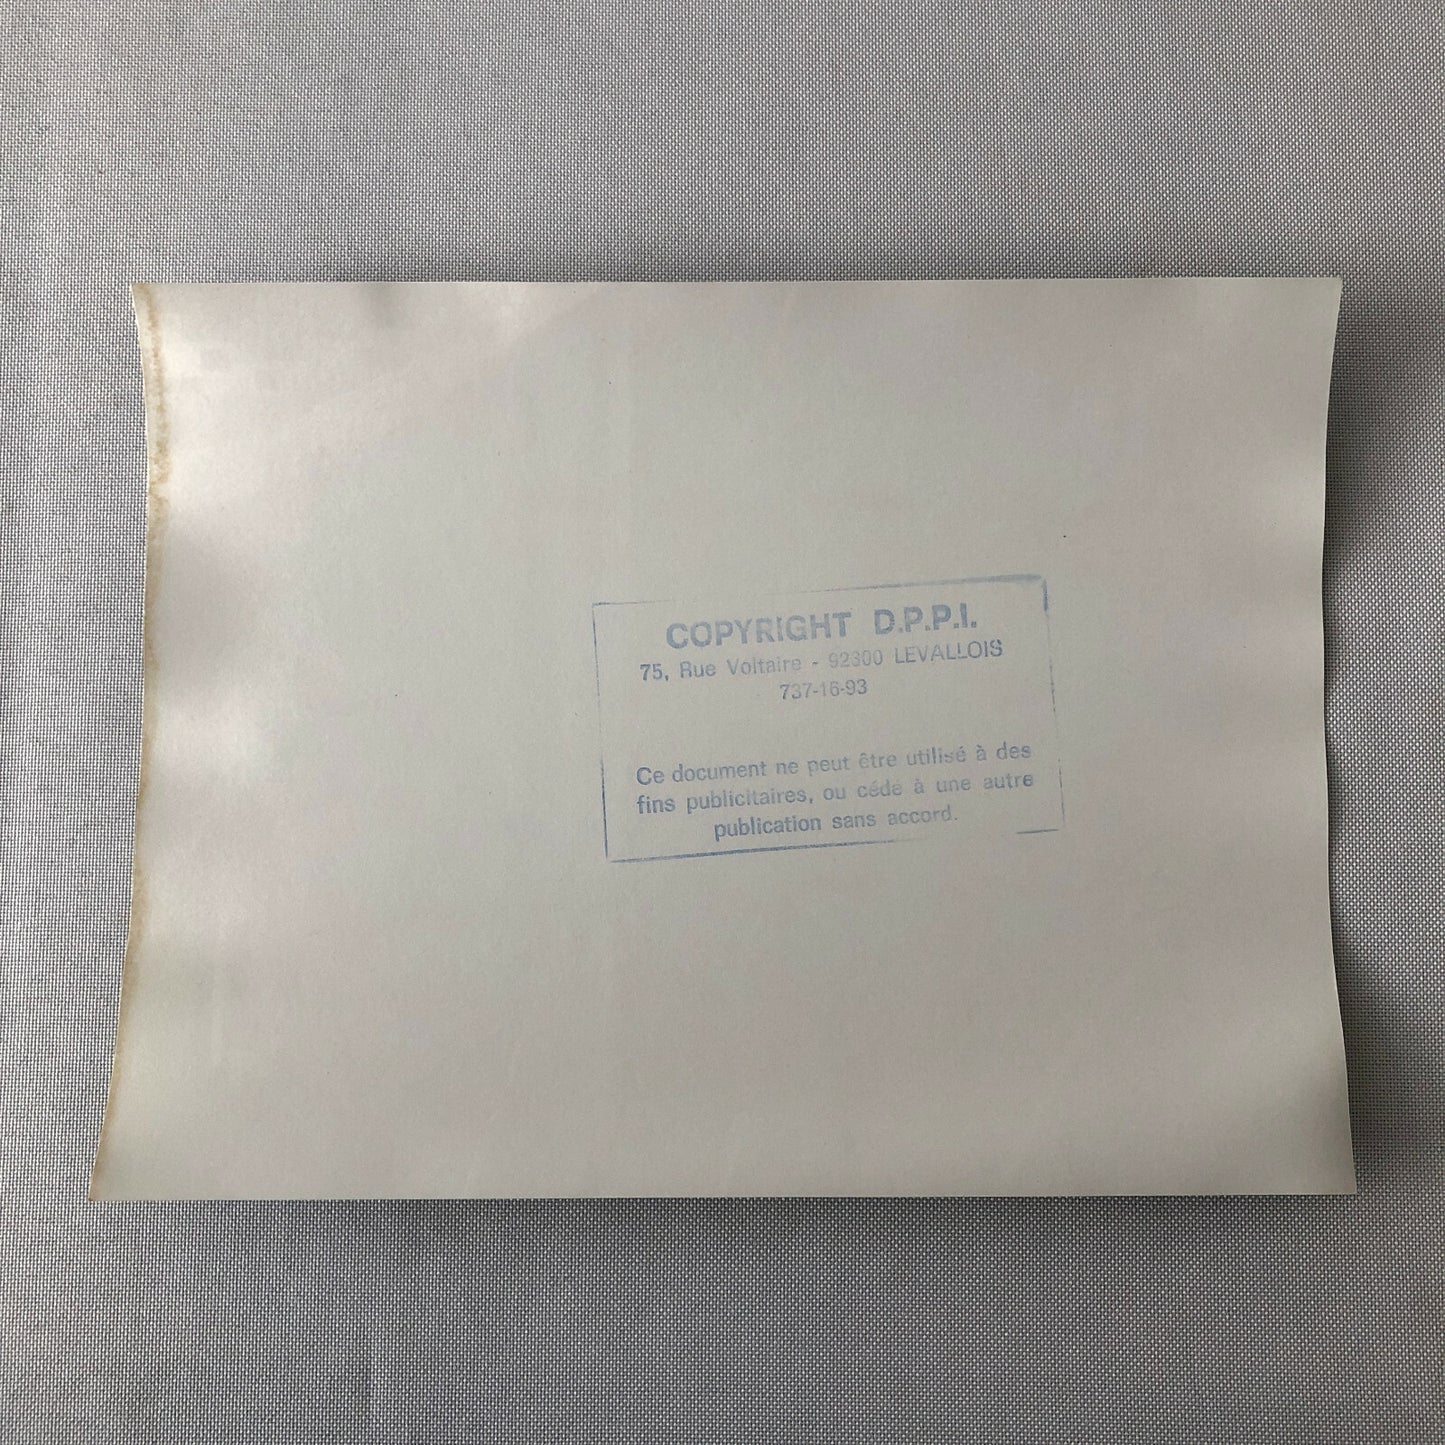 COPYRIGHT D.P.P.I.
75, Rue Voltaire - 92300 LEVALLOIS
737-16-93
Ce document ne peut être utilisé à des
fins publicitaires, ou cédé à une autre
publication sans accord.